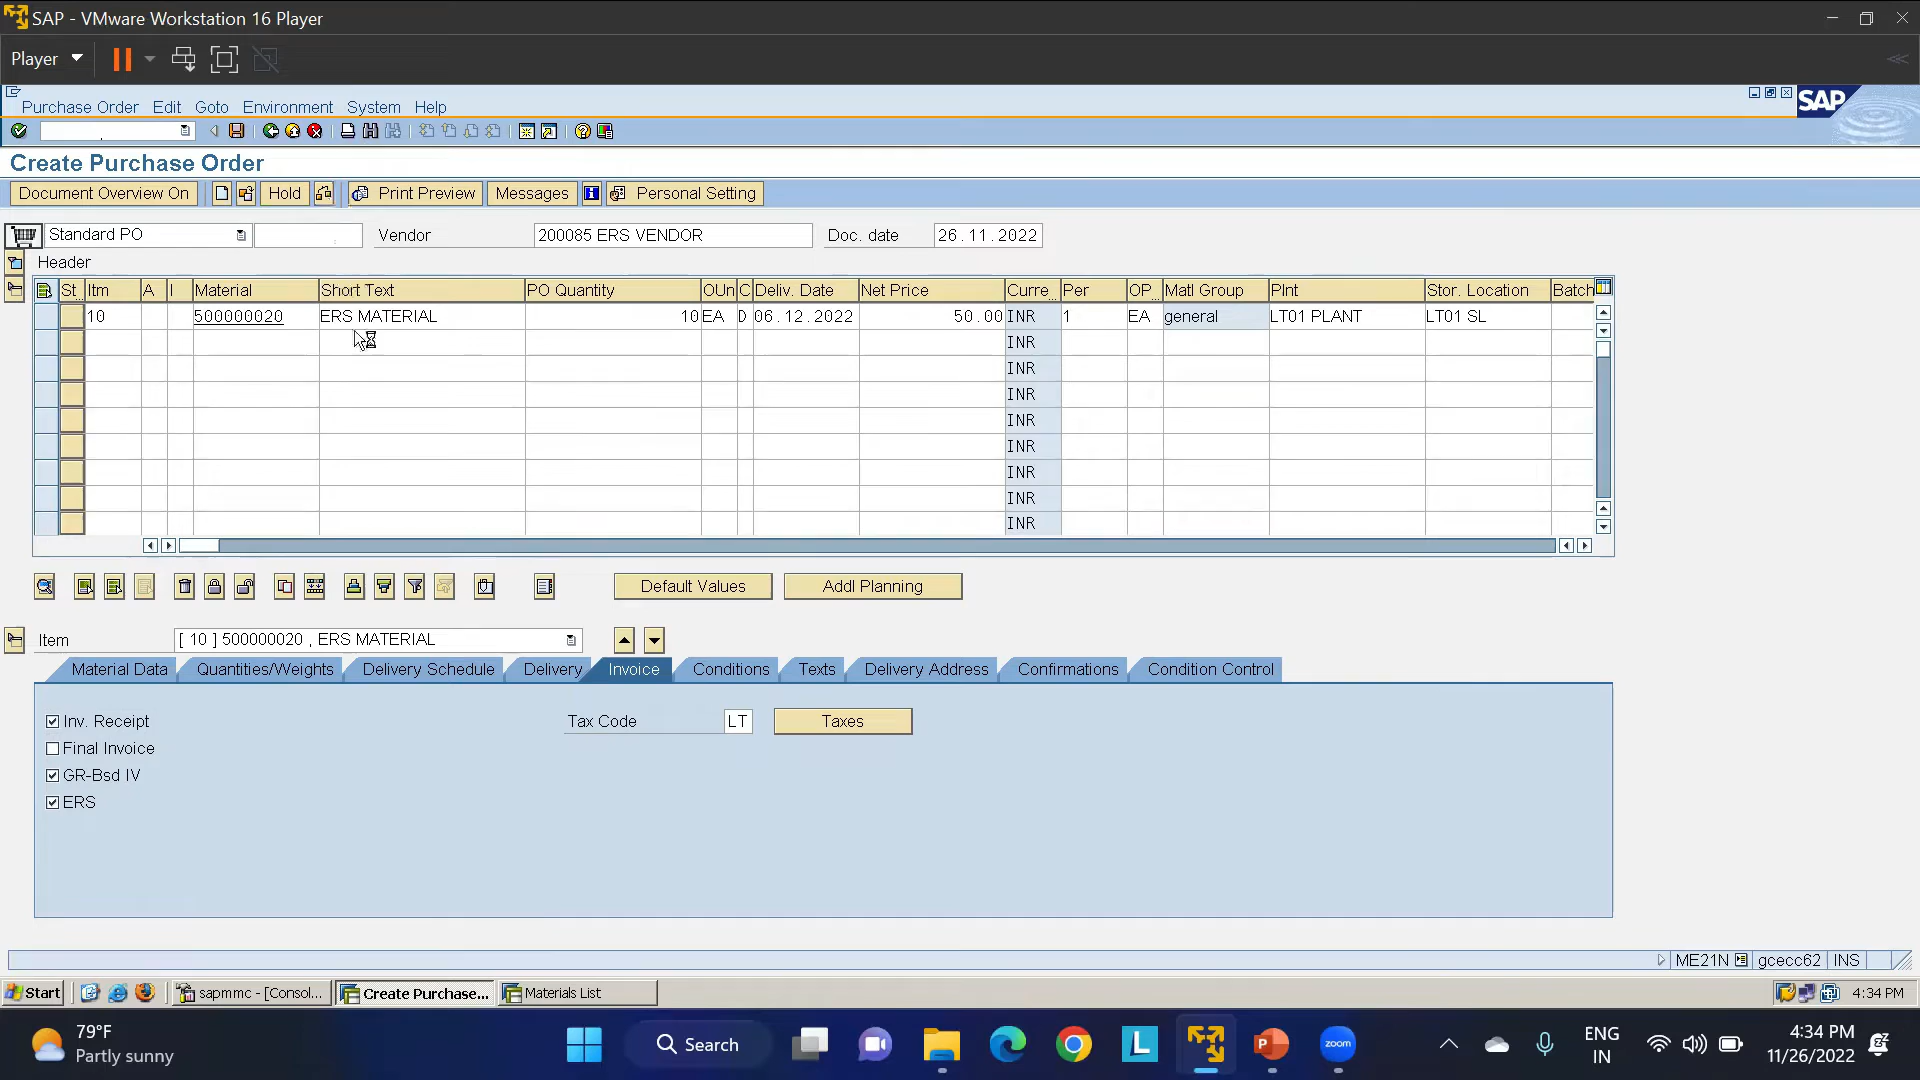 SAP - VMware Workstation 16 Player
Player
Purchase Order Edit Goto Environment System Help
SAP
Create Purchase Order
Document Overview On Hold Print Preview Messages Personal Setting
Standard PO Vendor 200085 ERS VENDOR Doc. date 26.11.2022
Header
St.. Itm A I Material Short Text PO Quantity OUn C Deliv. Date Net Price Curre.. Per OP.. Matl Group Plnt Stor. Location Batch
10 500000020 ERS MATERIAL 10 EA D 06.12.2022 50.00 INR 1 EA general LT01 PLANT LT01 SL
INR
INR
INR
INR
INR
INR
INR
INR
Default Values Addl Planning
Item [ 10 ] 500000020 , ERS MATERIAL
Material Data Quantities/Weights Delivery Schedule Delivery Invoice Conditions Texts Delivery Address Confirmations Condition Control
Inv. Receipt Tax Code LT Taxes
Final Invoice
GR-Bsd IV
ERS
ME21N gcecc62 INS
Start sapmmc - [Consol... Create Purchase... Materials List 4:34 PM
79°F
Partly sunny
Search
L
P
zoom
ENG
IN
4:34 PM
11/26/2022